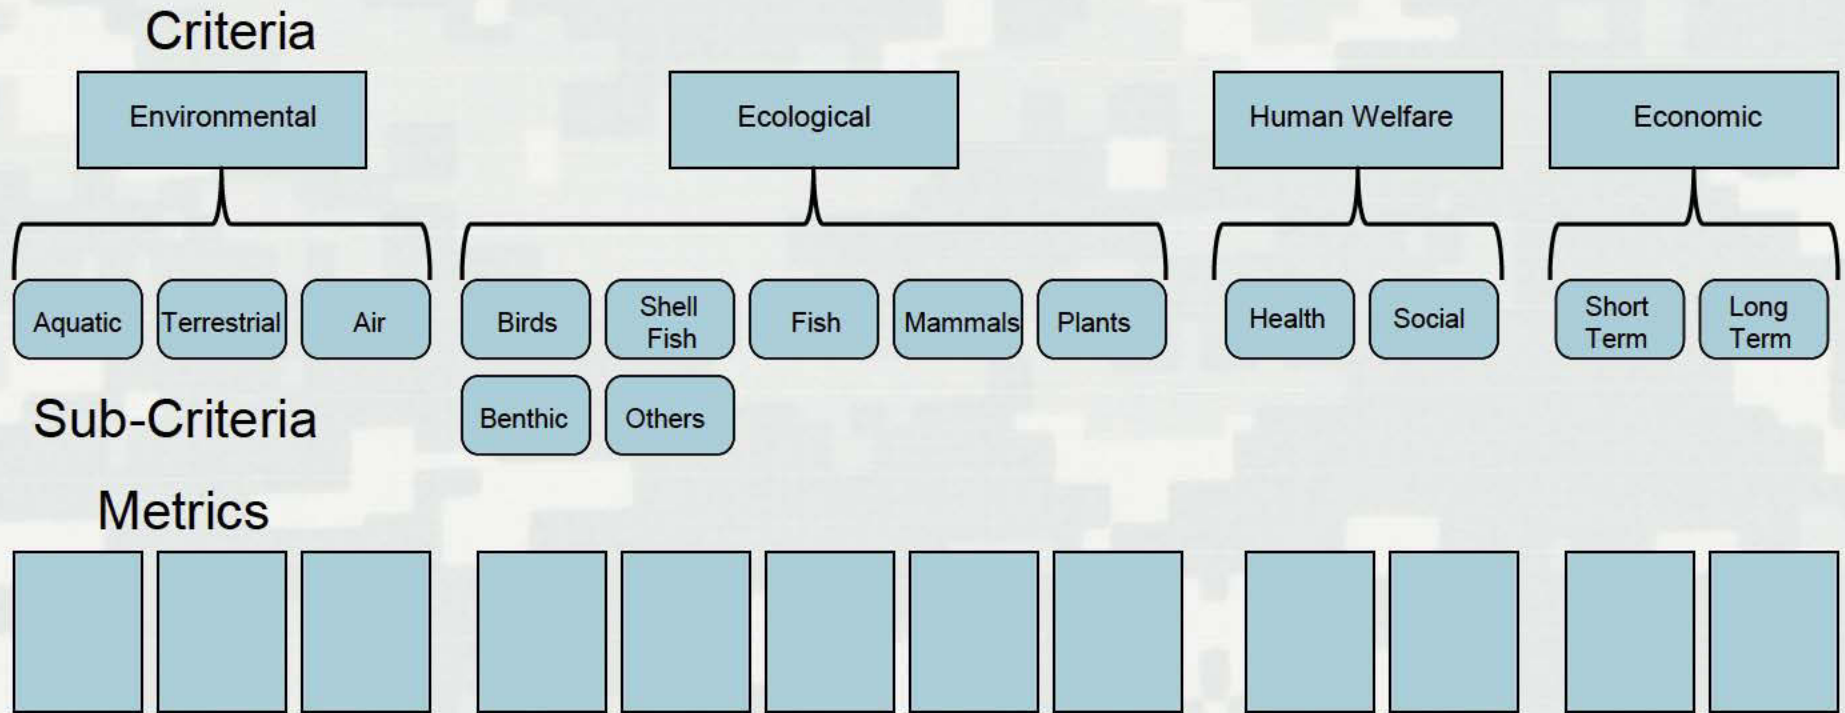 Criteria
Environmental
Ecological
Human Welfare
Economic
Aquatic
Terrestrial
Air
Birds
Shell
Fish
Fish
Mammals
Plants
Health
Social
Short
Term
Long
Term
Sub-Criteria
Benthic
Others
Metrics